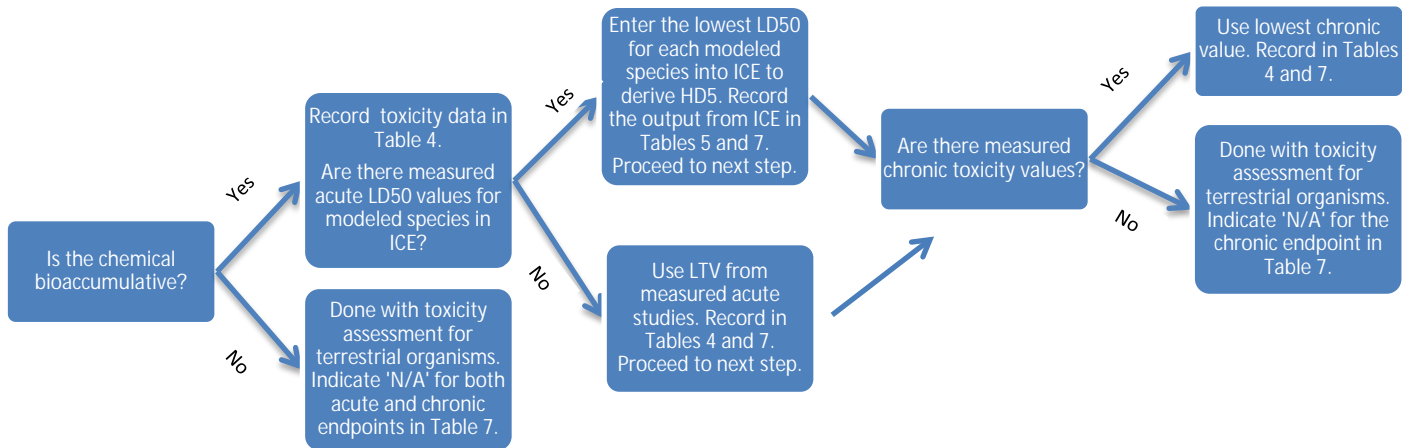 Is the chemical
bioaccumulative?
Yes
No
Record toxicity data in
Table 4.
Are there measured
acute LD50 values for
modeled species in
ICE?
Done with toxicity
assessment for
terrestrial organisms.
Indicate 'N/A' for both
acute and chronic
endpoints in Table 7.
Yes
No
Enter the lowest LD50
for each modeled
species into ICE to
derive HD5. Record
the output from ICE in
Tables 5 and 7.
Proceed to next step.
Use LTV from
measured acute
studies. Record in
Tables 4 and 7.
Proceed to next step.
Are there measured
chronic toxicity values?
Yes
No
Use lowest chronic
value. Record in Tables
4 and 7.
Done with toxicity
assessment for
terrestrial organisms.
Indicate 'N/A' for the
chronic endpoint in
Table 7.